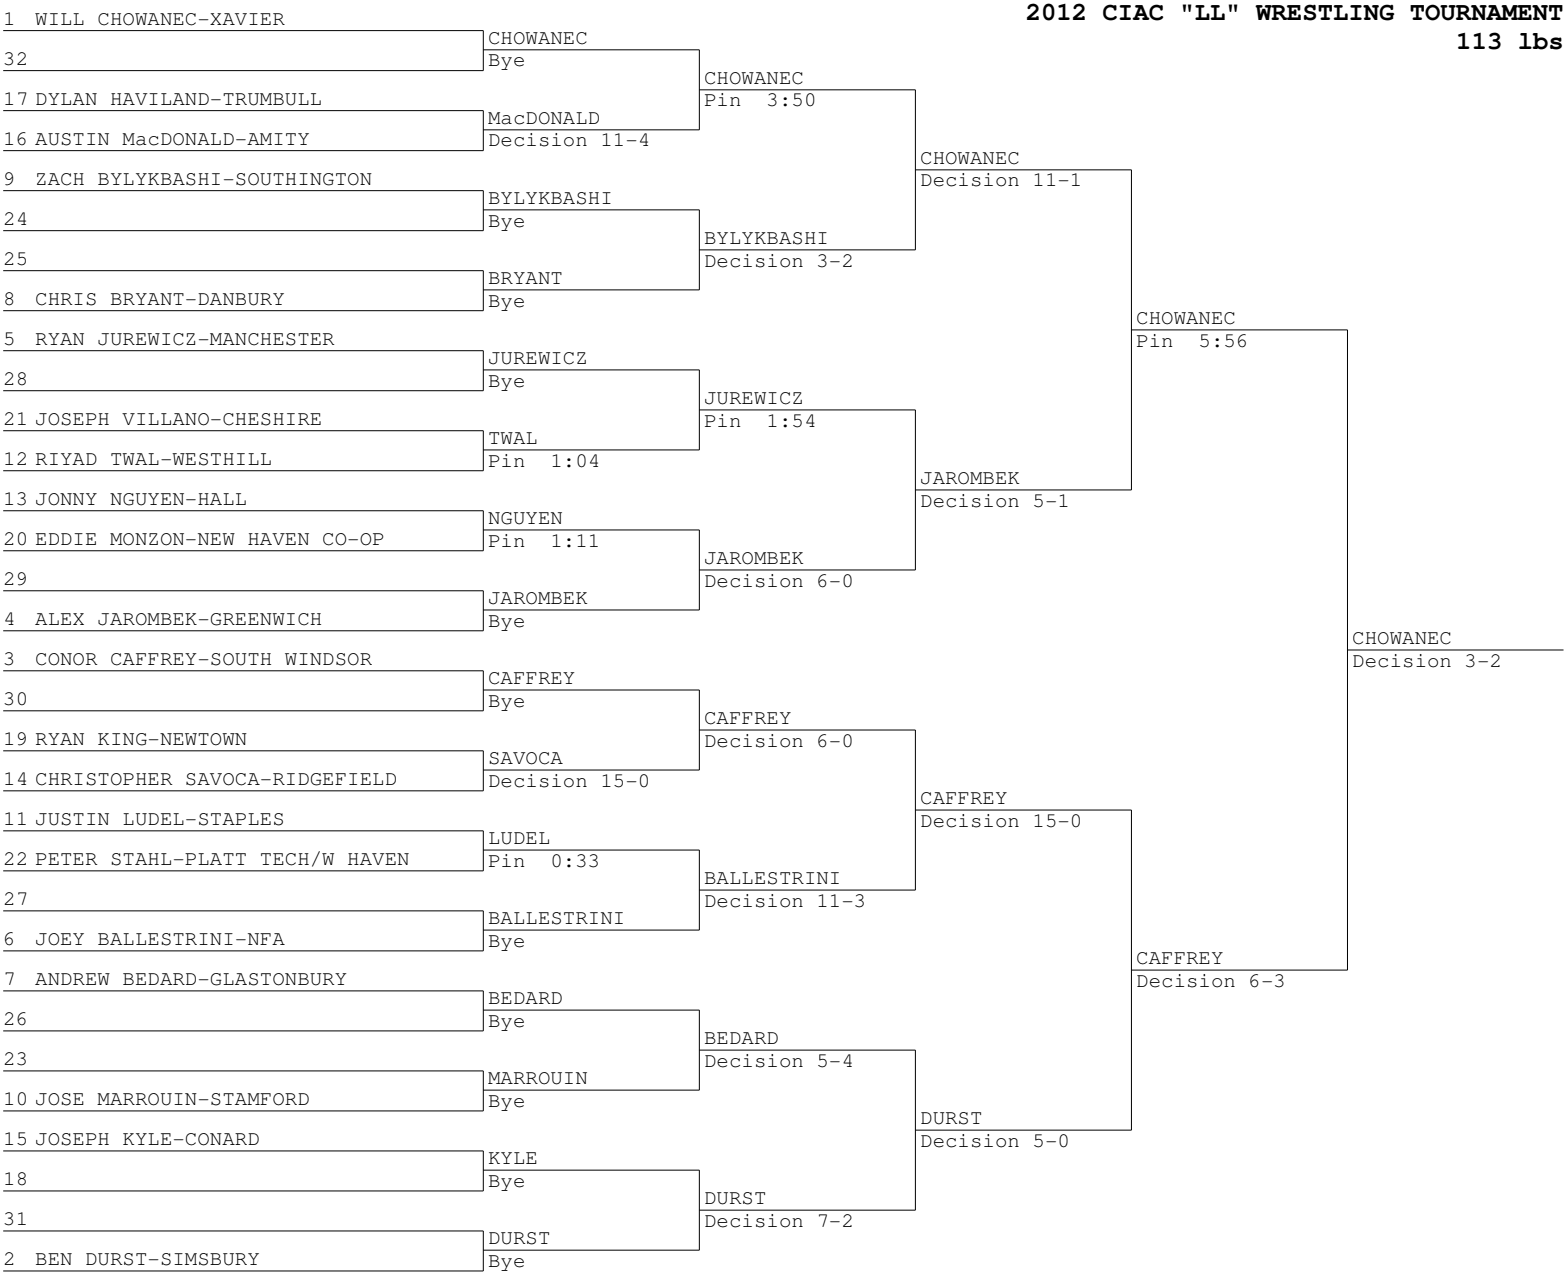 2012 CIAC "LL" WRESTLING TOURNAMENT
113 lbs
1 WILL CHOWANEC-XAVIER
32
17 DYLAN HAVILAND-TRUMBULL
16 AUSTIN MacDONALD-AMITY
9 ZACH BYLYKBASHI-SOUTHINGTON
24
25
8 CHRIS BRYANT-DANBURY
5 RYAN JUREWICZ-MANCHESTER
28
21 JOSEPH VILLANO-CHESHIRE
12 RIYAD TWAL-WESTHILL
13 JONNY NGUYEN-HALL
20 EDDIE MONZON-NEW HAVEN CO-OP
29
4 ALEX JAROMBEK-GREENWICH
3 CONOR CAFFREY-SOUTH WINDSOR
30
19 RYAN KING-NEWTOWN
14 CHRISTOPHER SAVOCA-RIDGEFIELD
11 JUSTIN LUDEL-STAPLES
22 PETER STAHL-PLATT TECH/W HAVEN
27
6 JOEY BALLESTRINI-NFA
7 ANDREW BEDARD-GLASTONBURY
26
23
10 JOSE MARROUIN-STAMFORD
15 JOSEPH KYLE-CONARD
18
31
2 BEN DURST-SIMSBURY
CHOWANEC
Bye
MacDONALD
Decision 11-4
BYLYKBASHI
Bye
BRYANT
Bye
JUREWICZ
Bye
TWAL
Pin 1:04
NGUYEN
Pin 1:11
JAROMBEK
Bye
CAFFREY
Bye
SAVOCA
Decision 15-0
LUDEL
Pin 0:33
BALLESTRINI
Bye
BEDARD
Bye
MARROUIN
Bye
KYLE
Bye
DURST
Bye
CHOWANEC
Pin 3:50
BYLYKBASHI
Decision 3-2
JUREWICZ
Pin 1:54
JAROMBEK
Decision 6-0
CAFFREY
Decision 6-0
BALLESTRINI
Decision 11-3
BEDARD
Decision 5-4
DURST
Decision 7-2
CHOWANEC
Decision 11-1
JAROMBEK
Decision 5-1
CAFFREY
Decision 15-0
DURST
Decision 5-0
CHOWANEC
Pin 5:56
CAFFREY
Decision 6-3
CHOWANEC
Decision 3-2